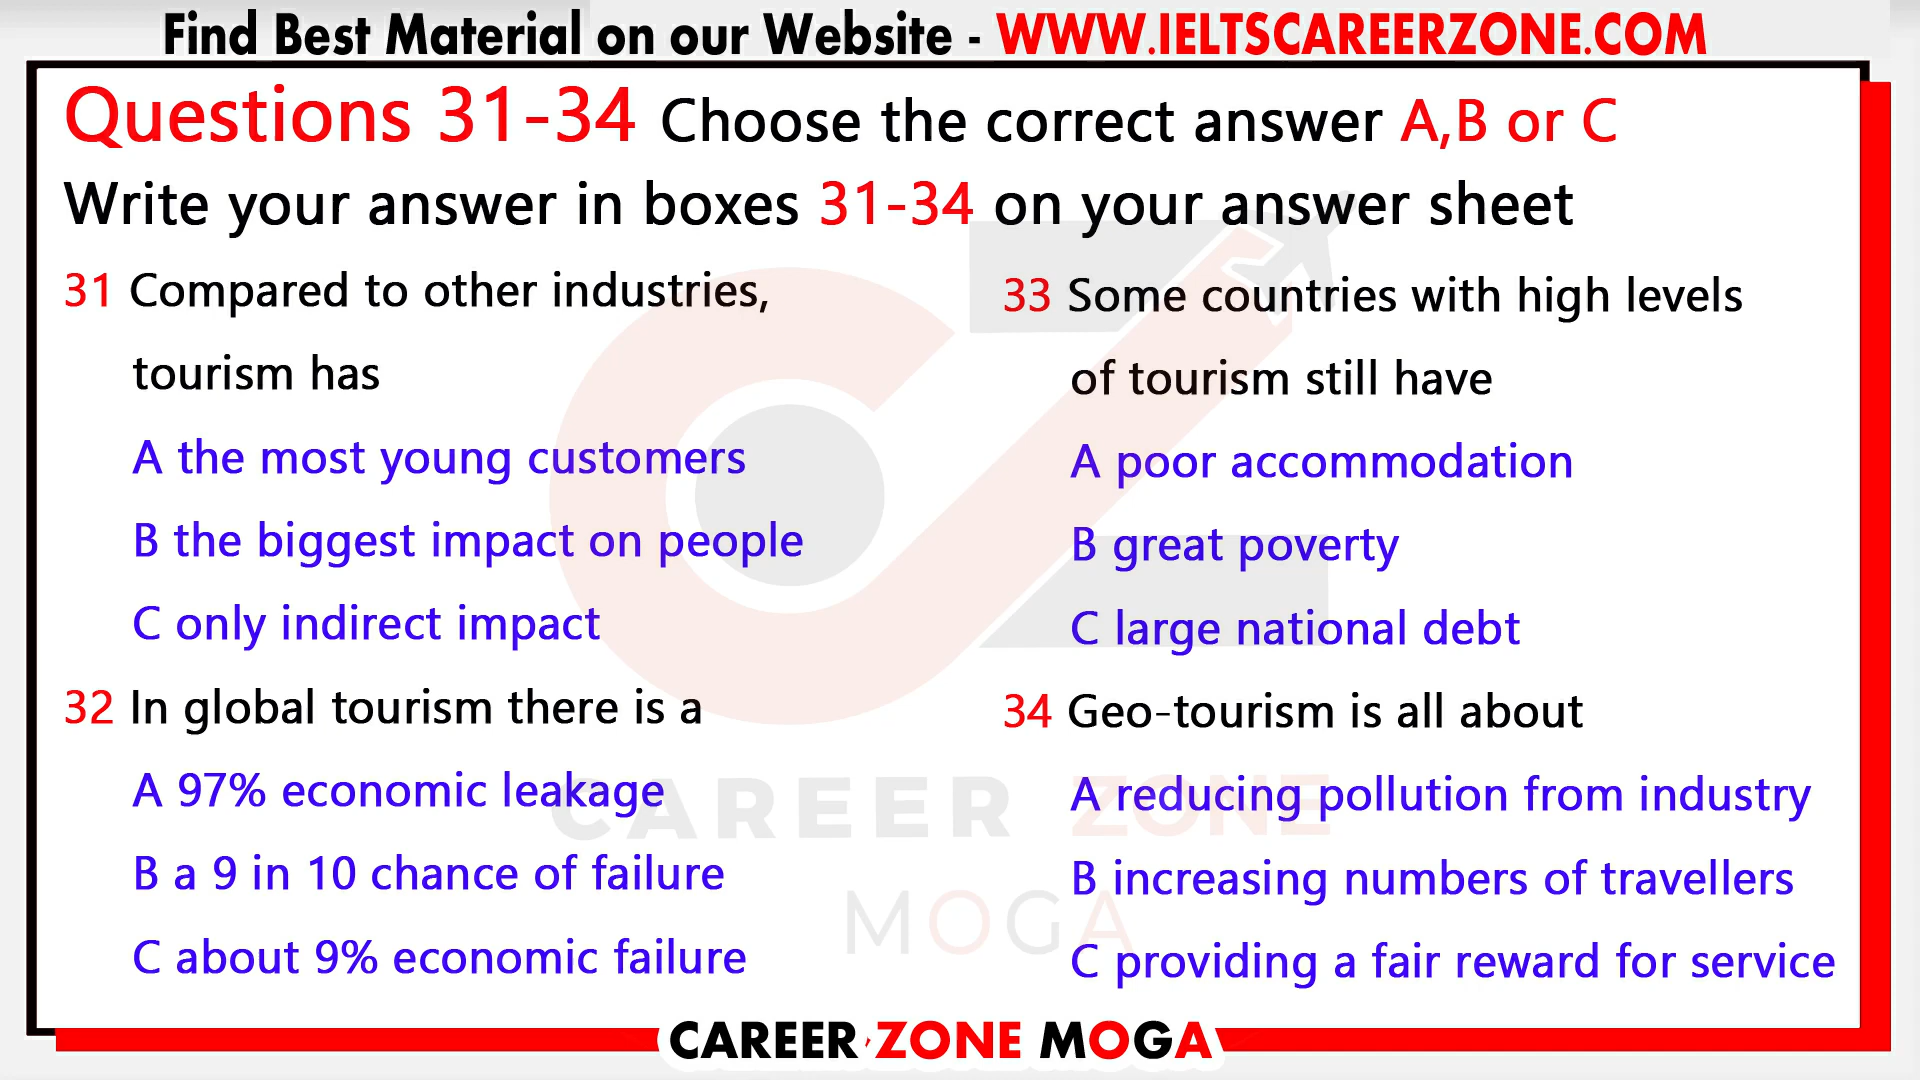 Find Best Material on our Website - WWW.IELTSCAREERZONE.COM
Questions 31-34 Choose the correct answer A,B or C
Write your answer in boxes 31-34 on your answer sheet
31 Compared to other industries,
tourism has
A the most young customers
B the biggest impact on people
C only indirect impact
32 In global tourism there is a
A 97% economic leakage
B a 9 in 10 chance of failure
C about 9% economic failure
33 Some countries with high levels
of tourism still have
A poor accommodation
B great poverty
C large national debt
34 Geo-tourism is all about
A reducing pollution from industry
B increasing numbers of travellers
C providing a fair reward for service
CAREER ZONE
MOGA
CAREER ZONE MOGA